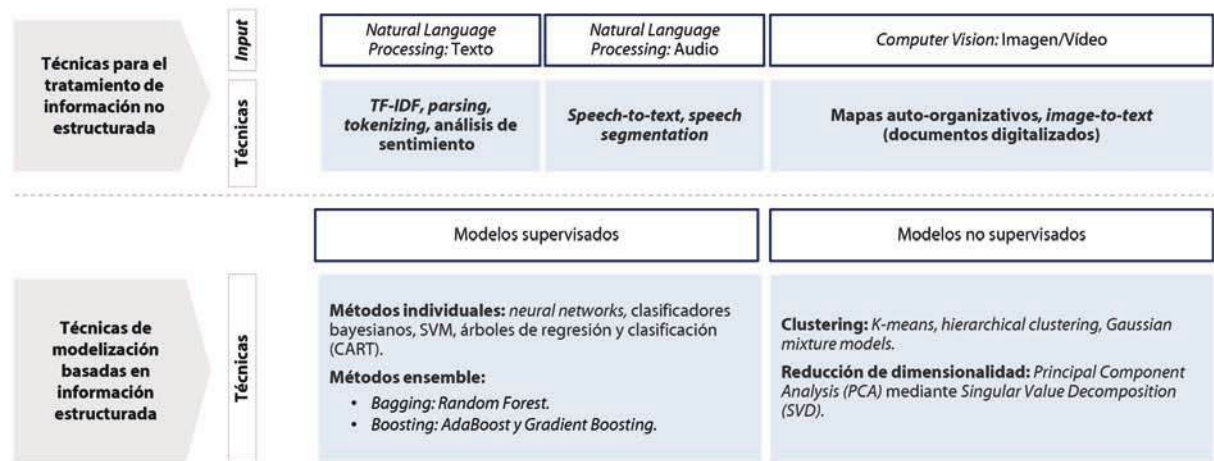 Técnicas para el
tratamiento de
información no
estructurada
Input
Natural Language
Processing: Texto
Natural Language
Processing: Audio
Computer Vision: Imagen/Vídeo
Técnicas
TF-IDF, parsing,
tokenizing, análisis de
sentimiento
Speech-to-text, speech
segmentation
Mapas auto-organizativos, image-to-text
(documentos digitalizados)
Modelos supervisados
Modelos no supervisados
Técnicas de
modelización
basadas en
información
estructurada
Técnicas
Métodos individuales: neural networks, clasificadores
bayesianos, SVM, árboles de regresión y clasificación
(CART).
Métodos ensemble:
• Bagging: Random Forest.
• Boosting: AdaBoost y Gradient Boosting.
Clustering: K-means, hierarchical clustering, Gaussian
mixture models.
Reducción de dimensionalidad: Principal Component
Analysis (PCA) mediante Singular Value Decomposition
(SVD).